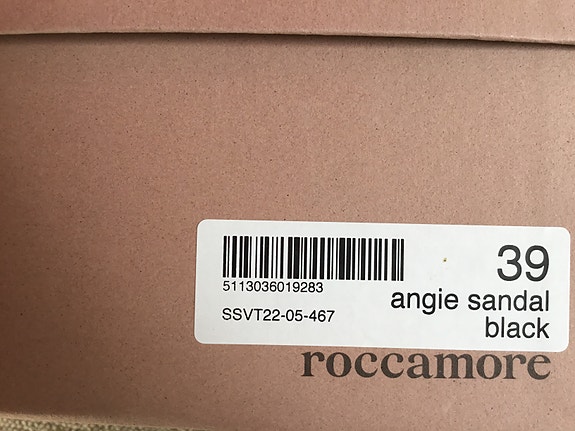 39
5113036019283
angie sandal
SSVT22-05-467
black
roccamore